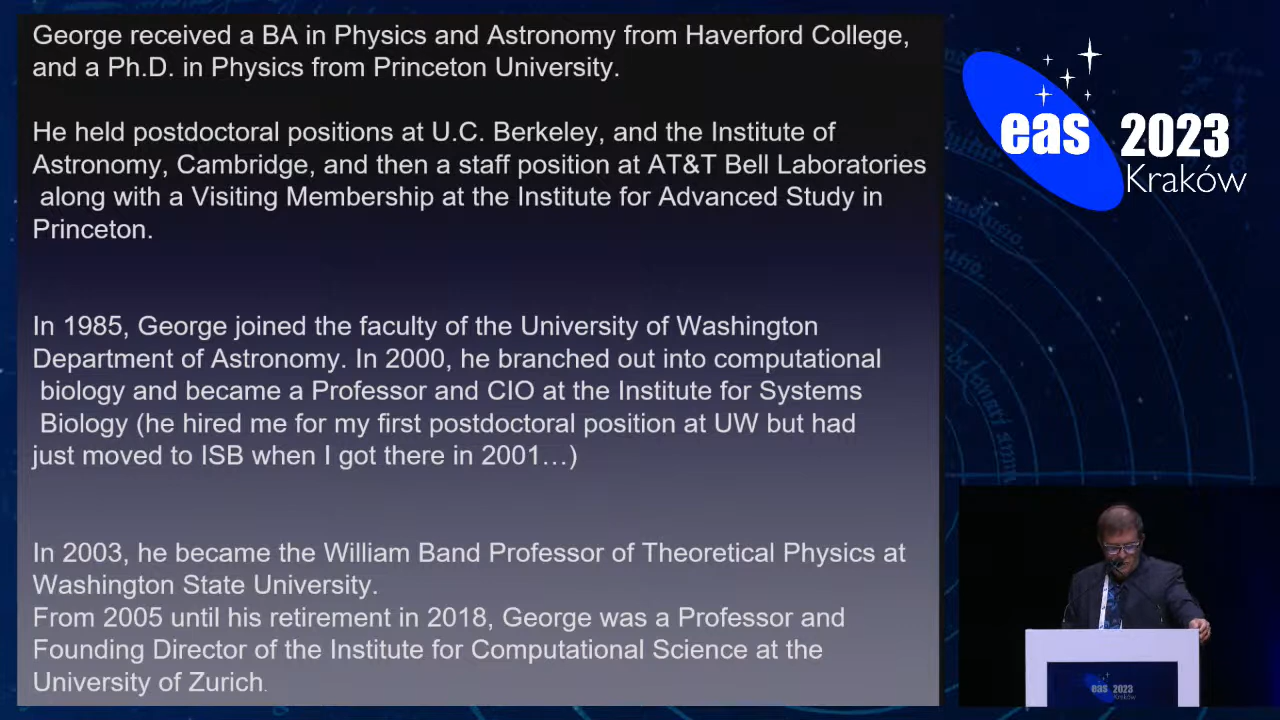 George received a BA in Physics and Astronomy from Haverford College,
and a Ph.D. in Physics from Princeton University.
He held postdoctoral positions at U.C. Berkeley, and the Institute of
Astronomy, Cambridge, and then a staff position at AT&T Bell Laboratories
along with a Visiting Membership at the Institute for Advanced Study in
Princeton.
In 1985, George joined the faculty of the University of Washington
Department of Astronomy. In 2000, he branched out into computational
biology and became a Professor and CIO at the Institute for Systems
Biology (he hired me for my first postdoctoral position at UW but had
just moved to ISB when I got there in 2001…)
In 2003, he became the William Band Professor of Theoretical Physics at
Washington State University.
From 2005 until his retirement in 2018, George was a Professor and
Founding Director of the Institute for Computational Science at the
University of Zurich.
eas 2023
Kraków
eas 2023
Kraków